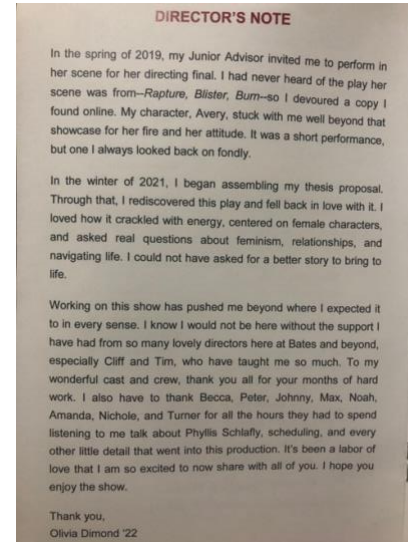 DIRECTOR'S NOTE
In the spring of 2019, my Junior Advisor invited me to perform in
her scene for her directing final. I had never heard of the play her
scene was from--Rapture, Blister, Burn--so I devoured a copy I
found online. My character, Avery, stuck with me well beyond that
showcase for her fire and her attitude. It was a short performance,
but one I always looked back on fondly.
In the winter of 2021, I began assembling my thesis proposal.
Through that, I rediscovered this play and fell back in love with it. I
loved how it crackled with energy, centered on female characters,
and asked real questions about feminism, relationships, and
navigating life. I could not have asked for a better story to bring to
life.
Working on this show has pushed me beyond where I expected it
to in every sense. I know I would not be here without the support I
have had from so many lovely directors here at Bates and beyond,
especially Cliff and Tim, who have taught me so much. To my
wonderful cast and crew, thank you all for your months of hard
work. I also have to thank Becca, Peter, Johnny, Max, Noah,
Amanda, Nichole, and Turner for all the hours they had to spend
listening to me talk about Phyllis Schlafly, scheduling, and every
other little detail that went into this production. It's been a labor of
love that I am so excited to now share with all of you. I hope you
enjoy the show.
Thank you,
Olivia Dimond '22